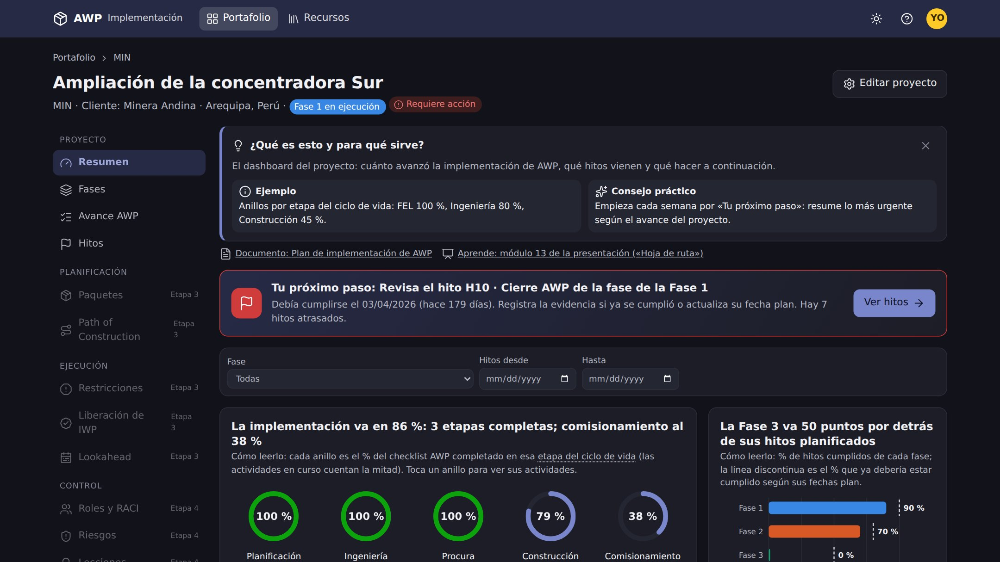 AWP Implementación
Portafolio
Recursos
YO
Portafolio > MIN
Ampliación de la concentradora Sur
MIN · Cliente: Minera Andina · Arequipa, Perú · Fase 1 en ejecución Requiere acción
Editar proyecto
PROYECTO
Resumen
Fases
Avance AWP
Hitos
PLANIFICACIÓN
Paquetes Etapa 3
Path of
Construction
Etapa
3
EJECUCIÓN
Restricciones Etapa 3
Liberación de
IWP
Etapa
3
Lookahead Etapa 3
CONTROL
Roles y RACI Etapa 4
Riesgos Etapa 4
Lecciones Etapa 4
¿Qué es esto y para qué sirve?
El dashboard del proyecto: cuánto avanzó la implementación de AWP, qué hitos vienen y qué hacer a continuación.
Ejemplo
Anillos por etapa del ciclo de vida: FEL 100 %, Ingeniería 80 %,
Construcción 45 %.
Consejo práctico
Empieza cada semana por «Tu próximo paso»: resume lo más urgente
según el avance del proyecto.
Documento: Plan de implementación de AWP
Aprende: módulo 13 de la presentación («Hoja de ruta»)
Tu próximo paso: Revisa el hito H10 · Cierre AWP de la fase de la Fase 1
Debía cumplirse el 03/04/2026 (hace 179 días). Registra la evidencia si ya se cumplió o actualiza su fecha plan. Hay 7
hitos atrasados.
Ver hitos
Fase
Todas
Hitos desde
mm/dd/yyyy
Hasta
mm/dd/yyyy
La implementación va en 86 %: 3 etapas completas; comisionamiento al
38 %
Cómo leerlo: cada anillo es el % del checklist AWP completado en esa etapa del ciclo de vida (las
actividades en curso cuentan la mitad). Toca un anillo para ver sus actividades.
100 %
100 %
100 %
79 %
38 %
Planificación
Ingeniería
Procura
Construcción
Comisionamiento
La Fase 3 va 50 puntos por detrás
de sus hitos planificados
Cómo leerlo: % de hitos cumplidos de cada fase;
la línea discontinua es el % que ya debería estar
cumplido según sus fechas plan.
Fase 1 90 %
Fase 2 70 %
Fase 3 0 %